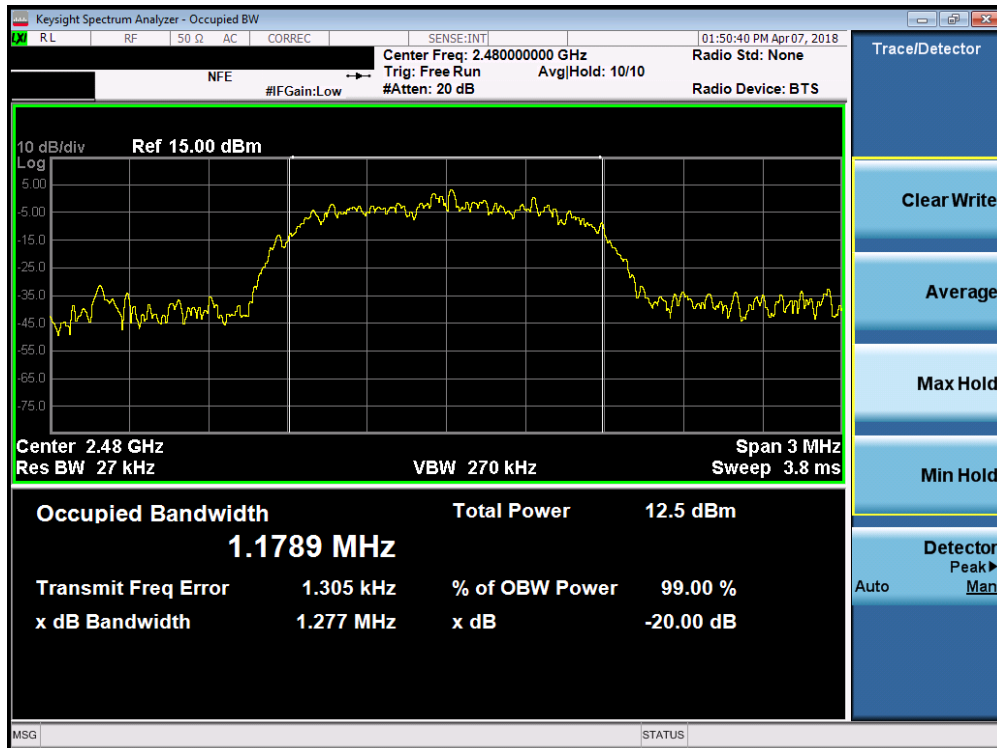 Keysight Spectrum Analyzer - Occupied BW
LXI RL RF 50 Ω AC CORREC SENSE:INT 01:50:40 PM Apr 07, 2018
Center Freq: 2.480000000 GHz Radio Std: None
NFE Trig: Free Run Avg|Hold: 10/10
#IFGain:Low #Atten: 20 dB Radio Device: BTS
Trace/Detector
10 dB/div Ref 15.00 dBm
Log
5.00
-5.00
-15.0
-25.0
-35.0
-45.0
-55.0
-65.0
-75.0
Center 2.48 GHz Span 3 MHz
Res BW 27 kHz VBW 270 kHz Sweep 3.8 ms
Occupied Bandwidth Total Power 12.5 dBm
1.1789 MHz
Transmit Freq Error 1.305 kHz % of OBW Power 99.00 %
x dB Bandwidth 1.277 MHz x dB -20.00 dB
Clear Write
Average
Max Hold
Min Hold
Detector
Peak▶
Auto Man
MSG STATUS